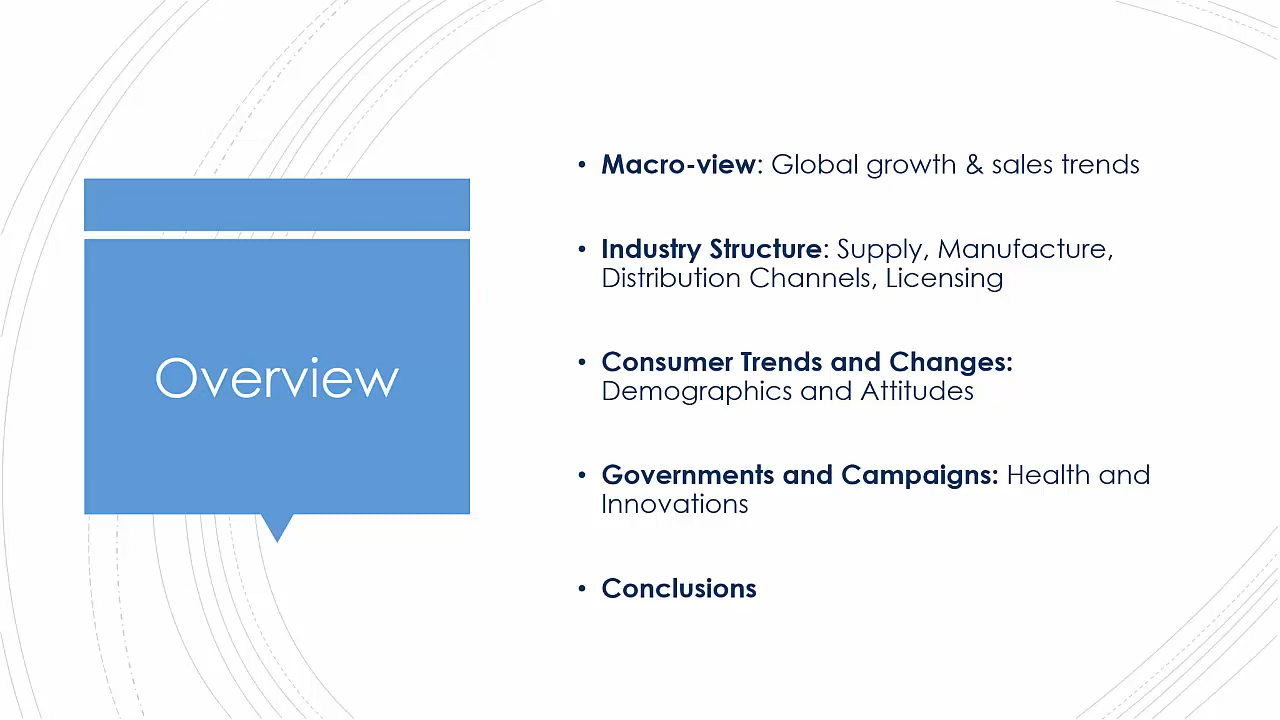 Overview
• Macro-view: Global growth & sales trends
• Industry Structure: Supply, Manufacture,
Distribution Channels, Licensing
• Consumer Trends and Changes:
Demographics and Attitudes
• Governments and Campaigns: Health and
Innovations
• Conclusions